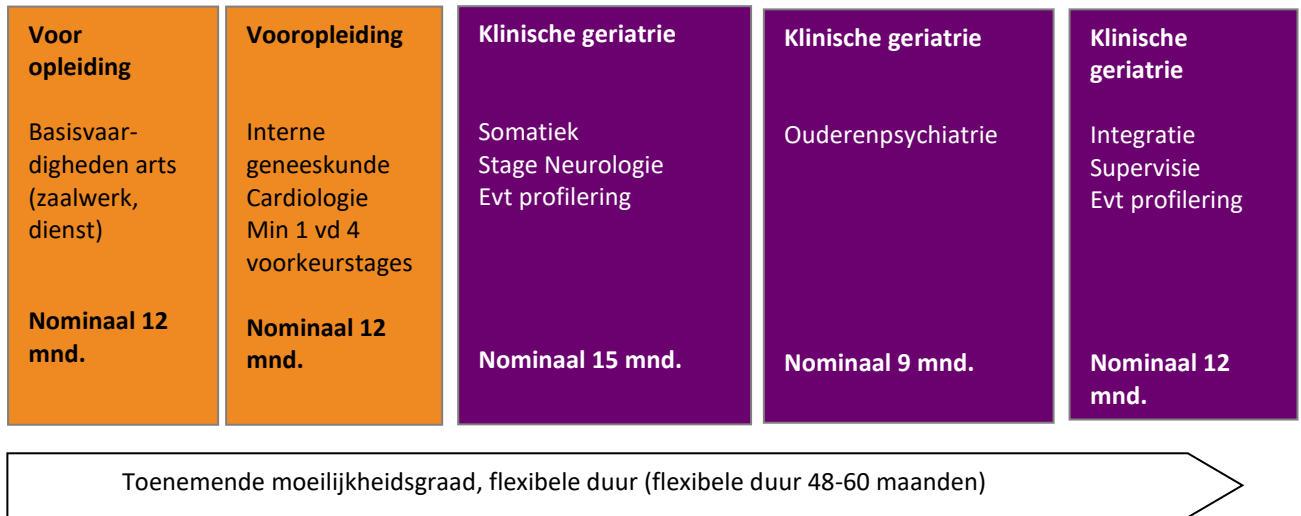 Voor
opleiding
Basisvaar-
digheden arts
(zaalwerk,
dienst)
Nominaal 12
mnd.
Vooropleiding
Interne
geneeskunde
Cardiologie
Min 1 vd 4
voorkeurstages
Nominaal 12
mnd.
Klinische geriatrie
Somatiek
Stage Neurologie
Evt profilering
Nominaal 15 mnd.
Klinische geriatrie
Ouderenpsychiatrie
Nominaal 9 mnd.
Klinische
geriatrie
Integratie
Supervisie
Evt profilering
Nominaal 12
mnd.
Toenemende moeilijkheidsgraad, flexibele duur (flexibele duur 48-60 maanden)